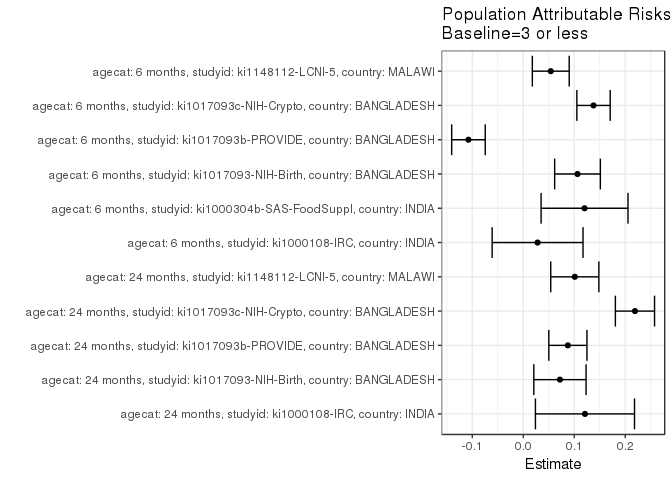 Population Attributable Risks
Baseline=3 or less
agecat: 6 months, studyid: ki1148112-LCNI-5, country: MALAWI
agecat: 6 months, studyid: ki1017093c-NIH-Crypto, country: BANGLADESH
agecat: 6 months, studyid: ki1017093b-PROVIDE, country: BANGLADESH
agecat: 6 months, studyid: ki1017093-NIH-Birth, country: BANGLADESH
agecat: 6 months, studyid: ki1000304b-SAS-FoodSuppl, country: INDIA
agecat: 6 months, studyid: ki1000108-IRC, country: INDIA
agecat: 24 months, studyid: ki1148112-LCNI-5, country: MALAWI
agecat: 24 months, studyid: ki1017093c-NIH-Crypto, country: BANGLADESH
agecat: 24 months, studyid: ki1017093b-PROVIDE, country: BANGLADESH
agecat: 24 months, studyid: ki1017093-NIH-Birth, country: BANGLADESH
agecat: 24 months, studyid: ki1000108-IRC, country: INDIA
-0.1 0.0 0.1 0.2
Estimate